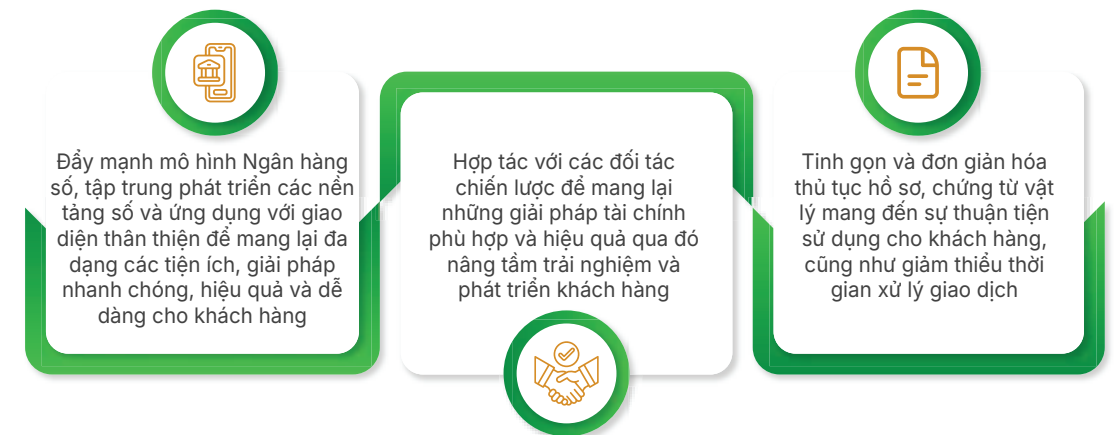 Đẩy mạnh mô hình Ngân hàng
số, tập trung phát triển các nền
tảng số và ứng dụng với giao
diện thân thiện để mang lại đa
dạng các tiện ích, giải pháp
nhanh chóng, hiệu quả và dễ
dàng cho khách hàng
Hợp tác với các đối tác
chiến lược để mang lại
những giải pháp tài chính
phù hợp và hiệu quả qua đó
nâng tầm trải nghiệm và
phát triển khách hàng
Tinh gọn và đơn giản hóa
thủ tục hồ sơ, chứng từ vật
lý mang đến sự thuận tiện
sử dụng cho khách hàng,
cũng như giảm thiểu thời
gian xử lý giao dịch